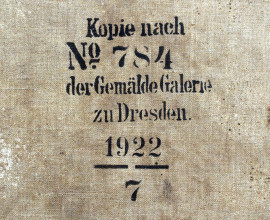 Kopie nach
No 784
der Gemälde Galerie
zu Dresden.
1922
7